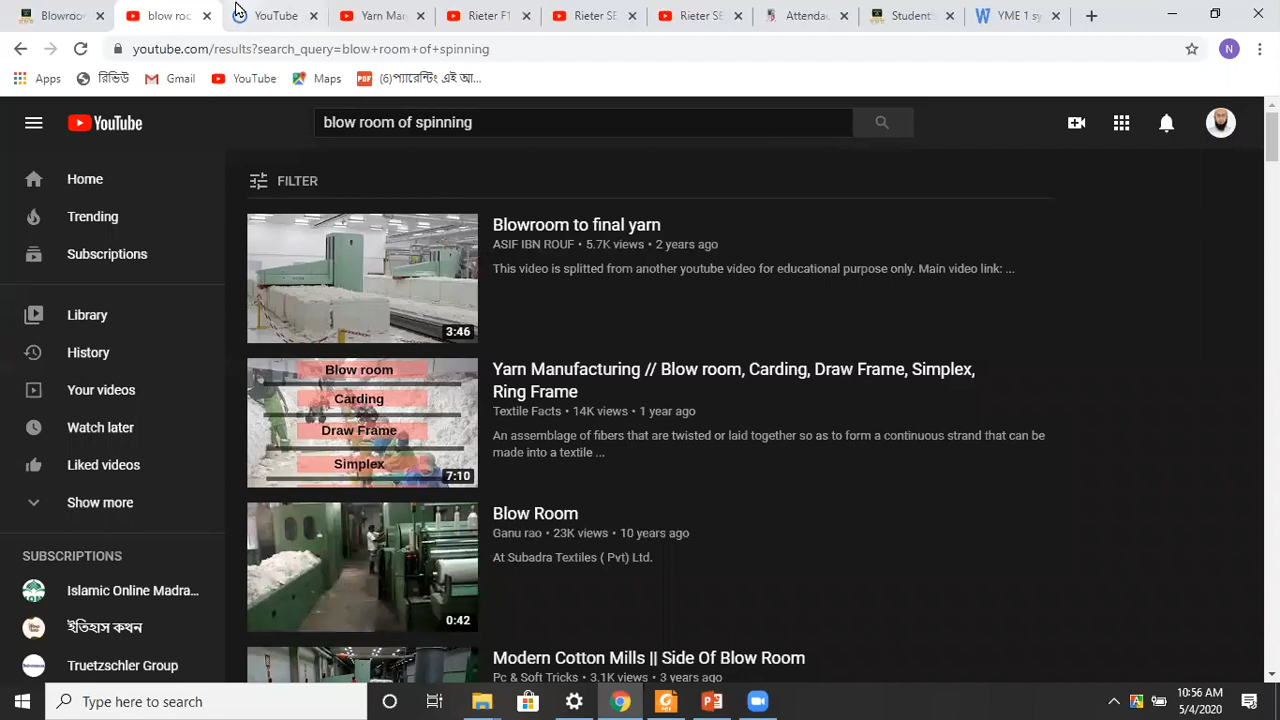 Blowroo
blow roo
YouTube
Yarn Ma
Rieter F1
Rieter SE
Rieter S
Attenda
Student
YME 1 s
youtube.com/results?search_query=blow+room+of+spinning
N
Apps
রিভিউ
Gmail
YouTube
Maps
PDF
(6)প্যারেন্টিং এই আ...
YouTube
blow room of spinning
Home
Trending
Subscriptions
Library
History
Your videos
Watch later
Liked videos
Show more
SUBSCRIPTIONS
Islamic Online Madra...
ইতিহাস কথন
Truetzschler Group
FILTER
3:46
Blowroom to final yarn
ASIF IBN ROUF • 5.7K views • 2 years ago
This video is splitted from another youtube video for educational purpose only. Main video link: ...
Blow room
Carding
Draw Frame
Simplex
7:10
Yarn Manufacturing // Blow room, Carding, Draw Frame, Simplex,
Ring Frame
Textile Facts • 14K views • 1 year ago
An assemblage of fibers that are twisted or laid together so as to form a continuous strand that can be
made into a textile ...
0:42
Blow Room
Ganu rao • 23K views • 10 years ago
At Subadra Textiles ( Pvt) Ltd.
Modern Cotton Mills || Side Of Blow Room
Pc & Soft Tricks • 3.1K views • 3 years ago
Type here to search
10:56 AM
5/4/2020